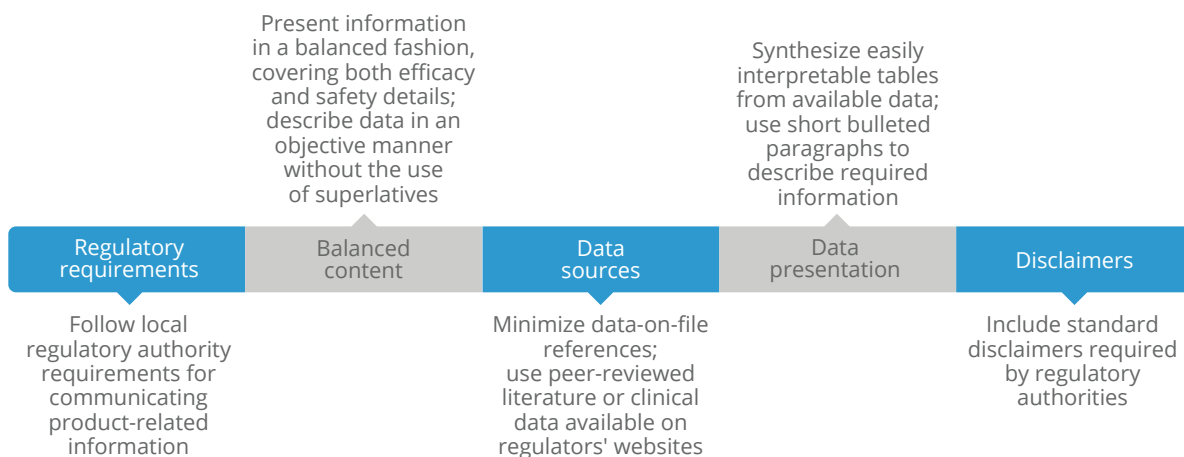 Present information
in a balanced fashion,
covering both efficacy
and safety details;
describe data in an
objective manner
without the use
of superlatives
Synthesize easily
interpretable tables
from available data;
use short bulleted
paragraphs to
describe required
information
Regulatory
requirements
Balanced
content
Data
sources
Data
presentation
Disclaimers
Follow local
regulatory authority
requirements for
communicating
product-related
information
Minimize data-on-file
references;
use peer-reviewed
literature or clinical
data available on
regulators' websites
Include standard
disclaimers required
by regulatory
authorities